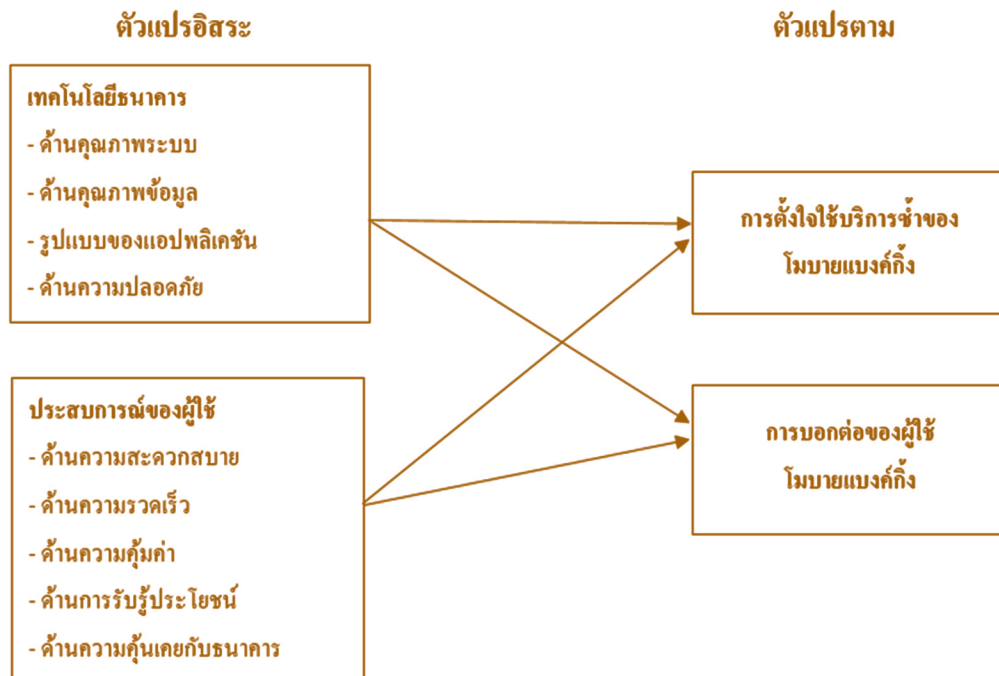 ตัวแปรอิสระ
ตัวแปรตาม
เทคโนโลยีธนาคาร
- ด้านคุณภาพระบบ
- ด้านคุณภาพข้อมูล
- รูปแบบของแอปพลิเคชัน
- ด้านความปลอดภัย
การตั้งใจใช้บริการซ้ำของ
โมบายแบงค์กิ้ง
ประสบการณ์ของผู้ใช้
- ด้านความสะดวกสบาย
- ด้านความรวดเร็ว
- ด้านความคุ้มค่า
- ด้านการรับรู้ประโยชน์
- ด้านความคุ้นเคยกับธนาคาร
การบอกต่อของผู้ใช้
โมบายแบงค์กิ้ง